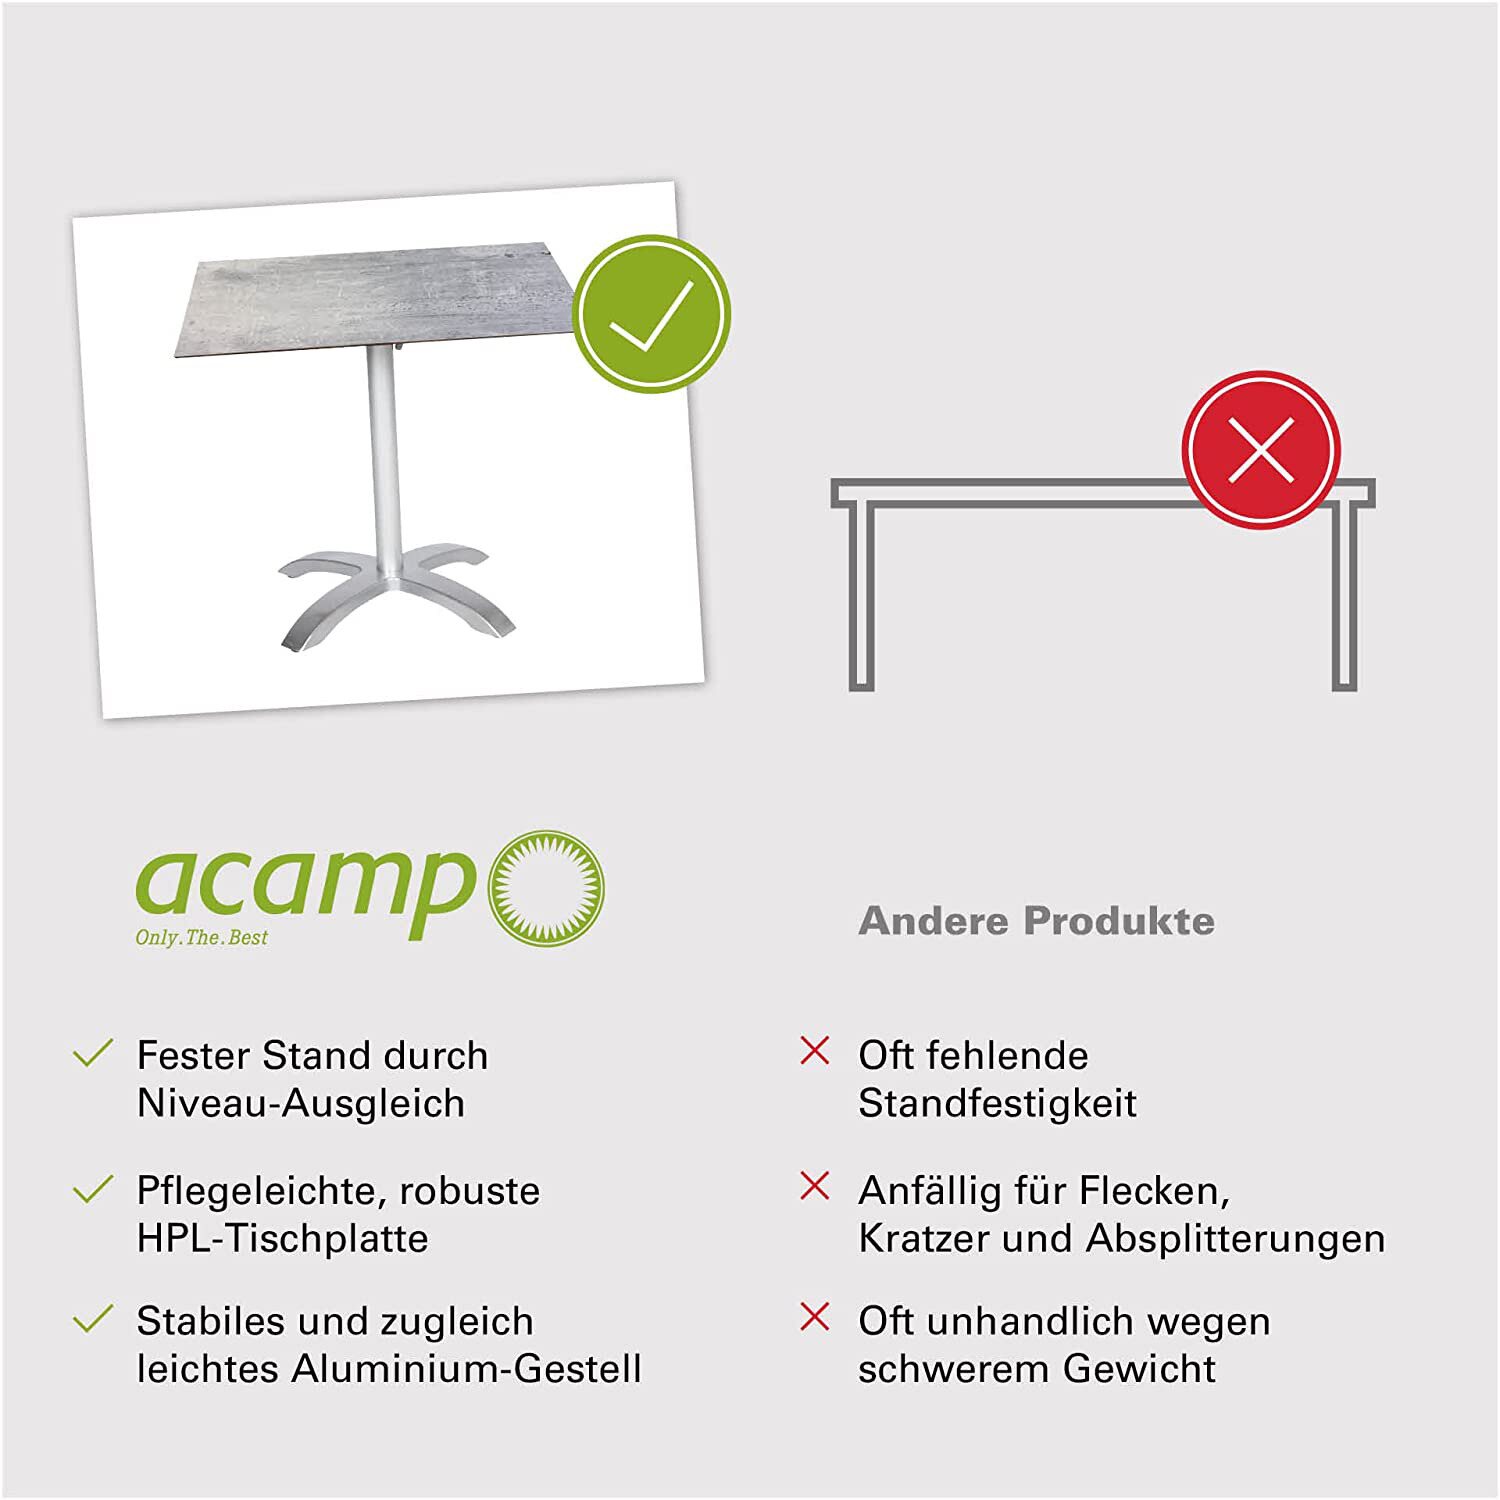 acamp
Only.The.Best
Andere Produkte
Fester Stand durch
Niveau-Ausgleich
Pflegeleichte, robuste
HPL-Tischplatte
Stabiles und zugleich
leichtes Aluminium-Gestell
Oft fehlende
Standfestigkeit
Anfällig für Flecken,
Kratzer und Absplitterungen
Oft unhandlich wegen
schwerem Gewicht